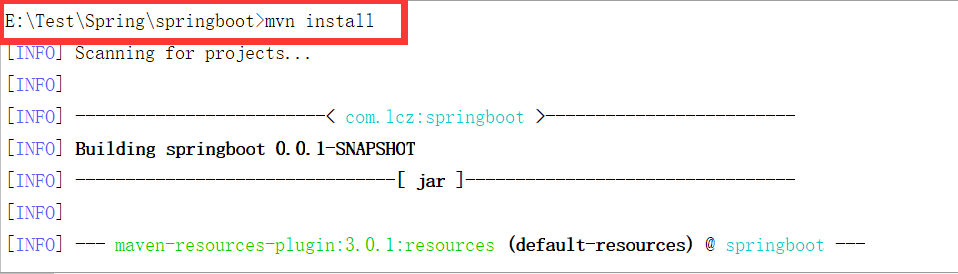 E:\Test\Spring\springboot>mvn install
[INFO] Scanning for projects...
[INFO]
[INFO] -------------------------< com.lcz:springboot >-------------------------
[INFO] Building springboot 0.0.1-SNAPSHOT
[INFO] --------------------------------[ jar ]---------------------------------
[INFO]
[INFO] --- maven-resources-plugin:3.0.1:resources (default-resources) @ springboot ---